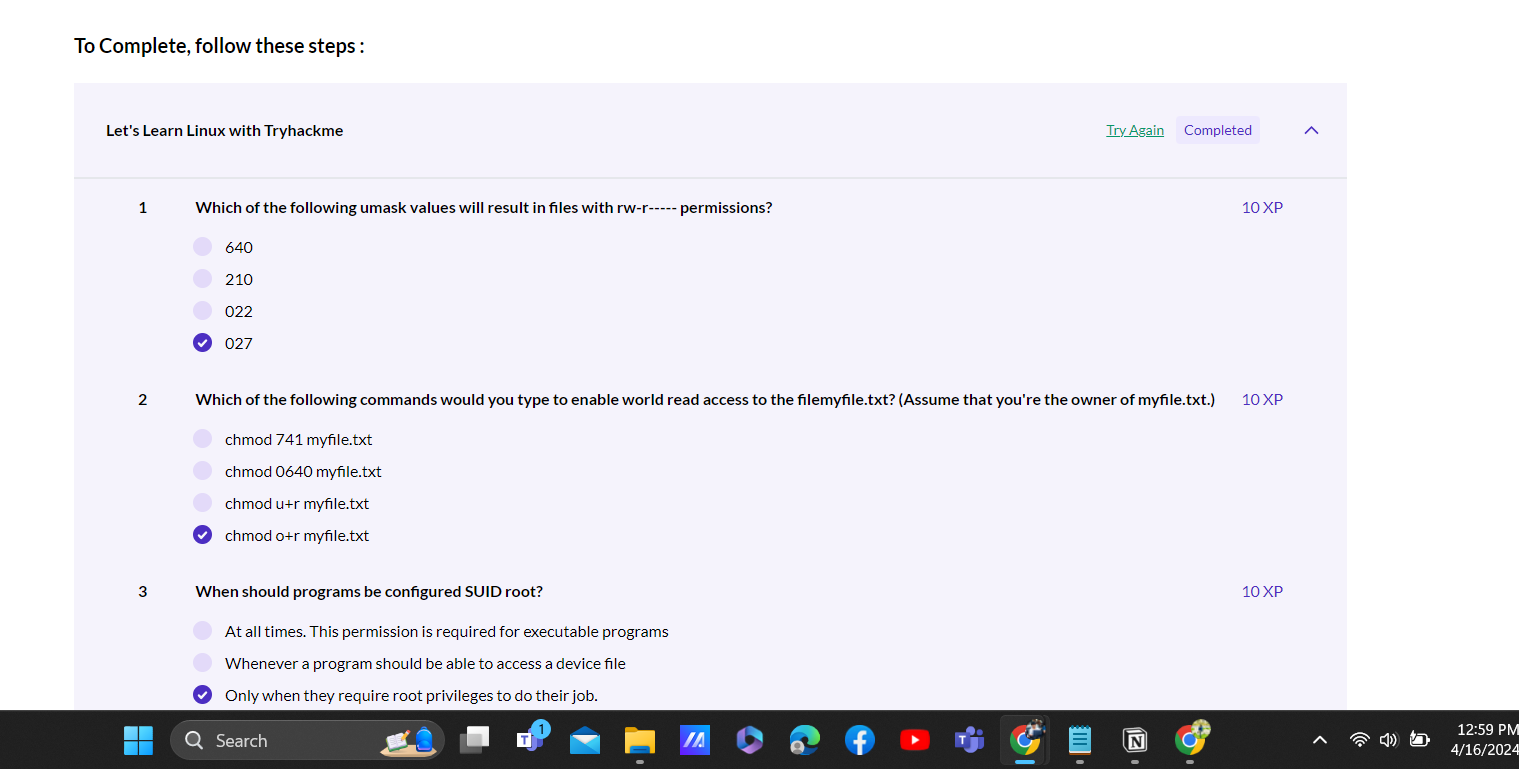 To Complete, follow these steps :
Let's Learn Linux with Tryhackme
Try Again
Completed
1 Which of the following umask values will result in files with rw-r----- permissions? 10 XP
640
210
022
027
2 Which of the following commands would you type to enable world read access to the filemyfile.txt? (Assume that you're the owner of myfile.txt.) 10 XP
chmod 741 myfile.txt
chmod 0640 myfile.txt
chmod u+r myfile.txt
chmod o+r myfile.txt
3 When should programs be configured SUID root? 10 XP
At all times. This permission is required for executable programs
Whenever a program should be able to access a device file
Only when they require root privileges to do their job.
Search
1
12:59 PM
4/16/2024